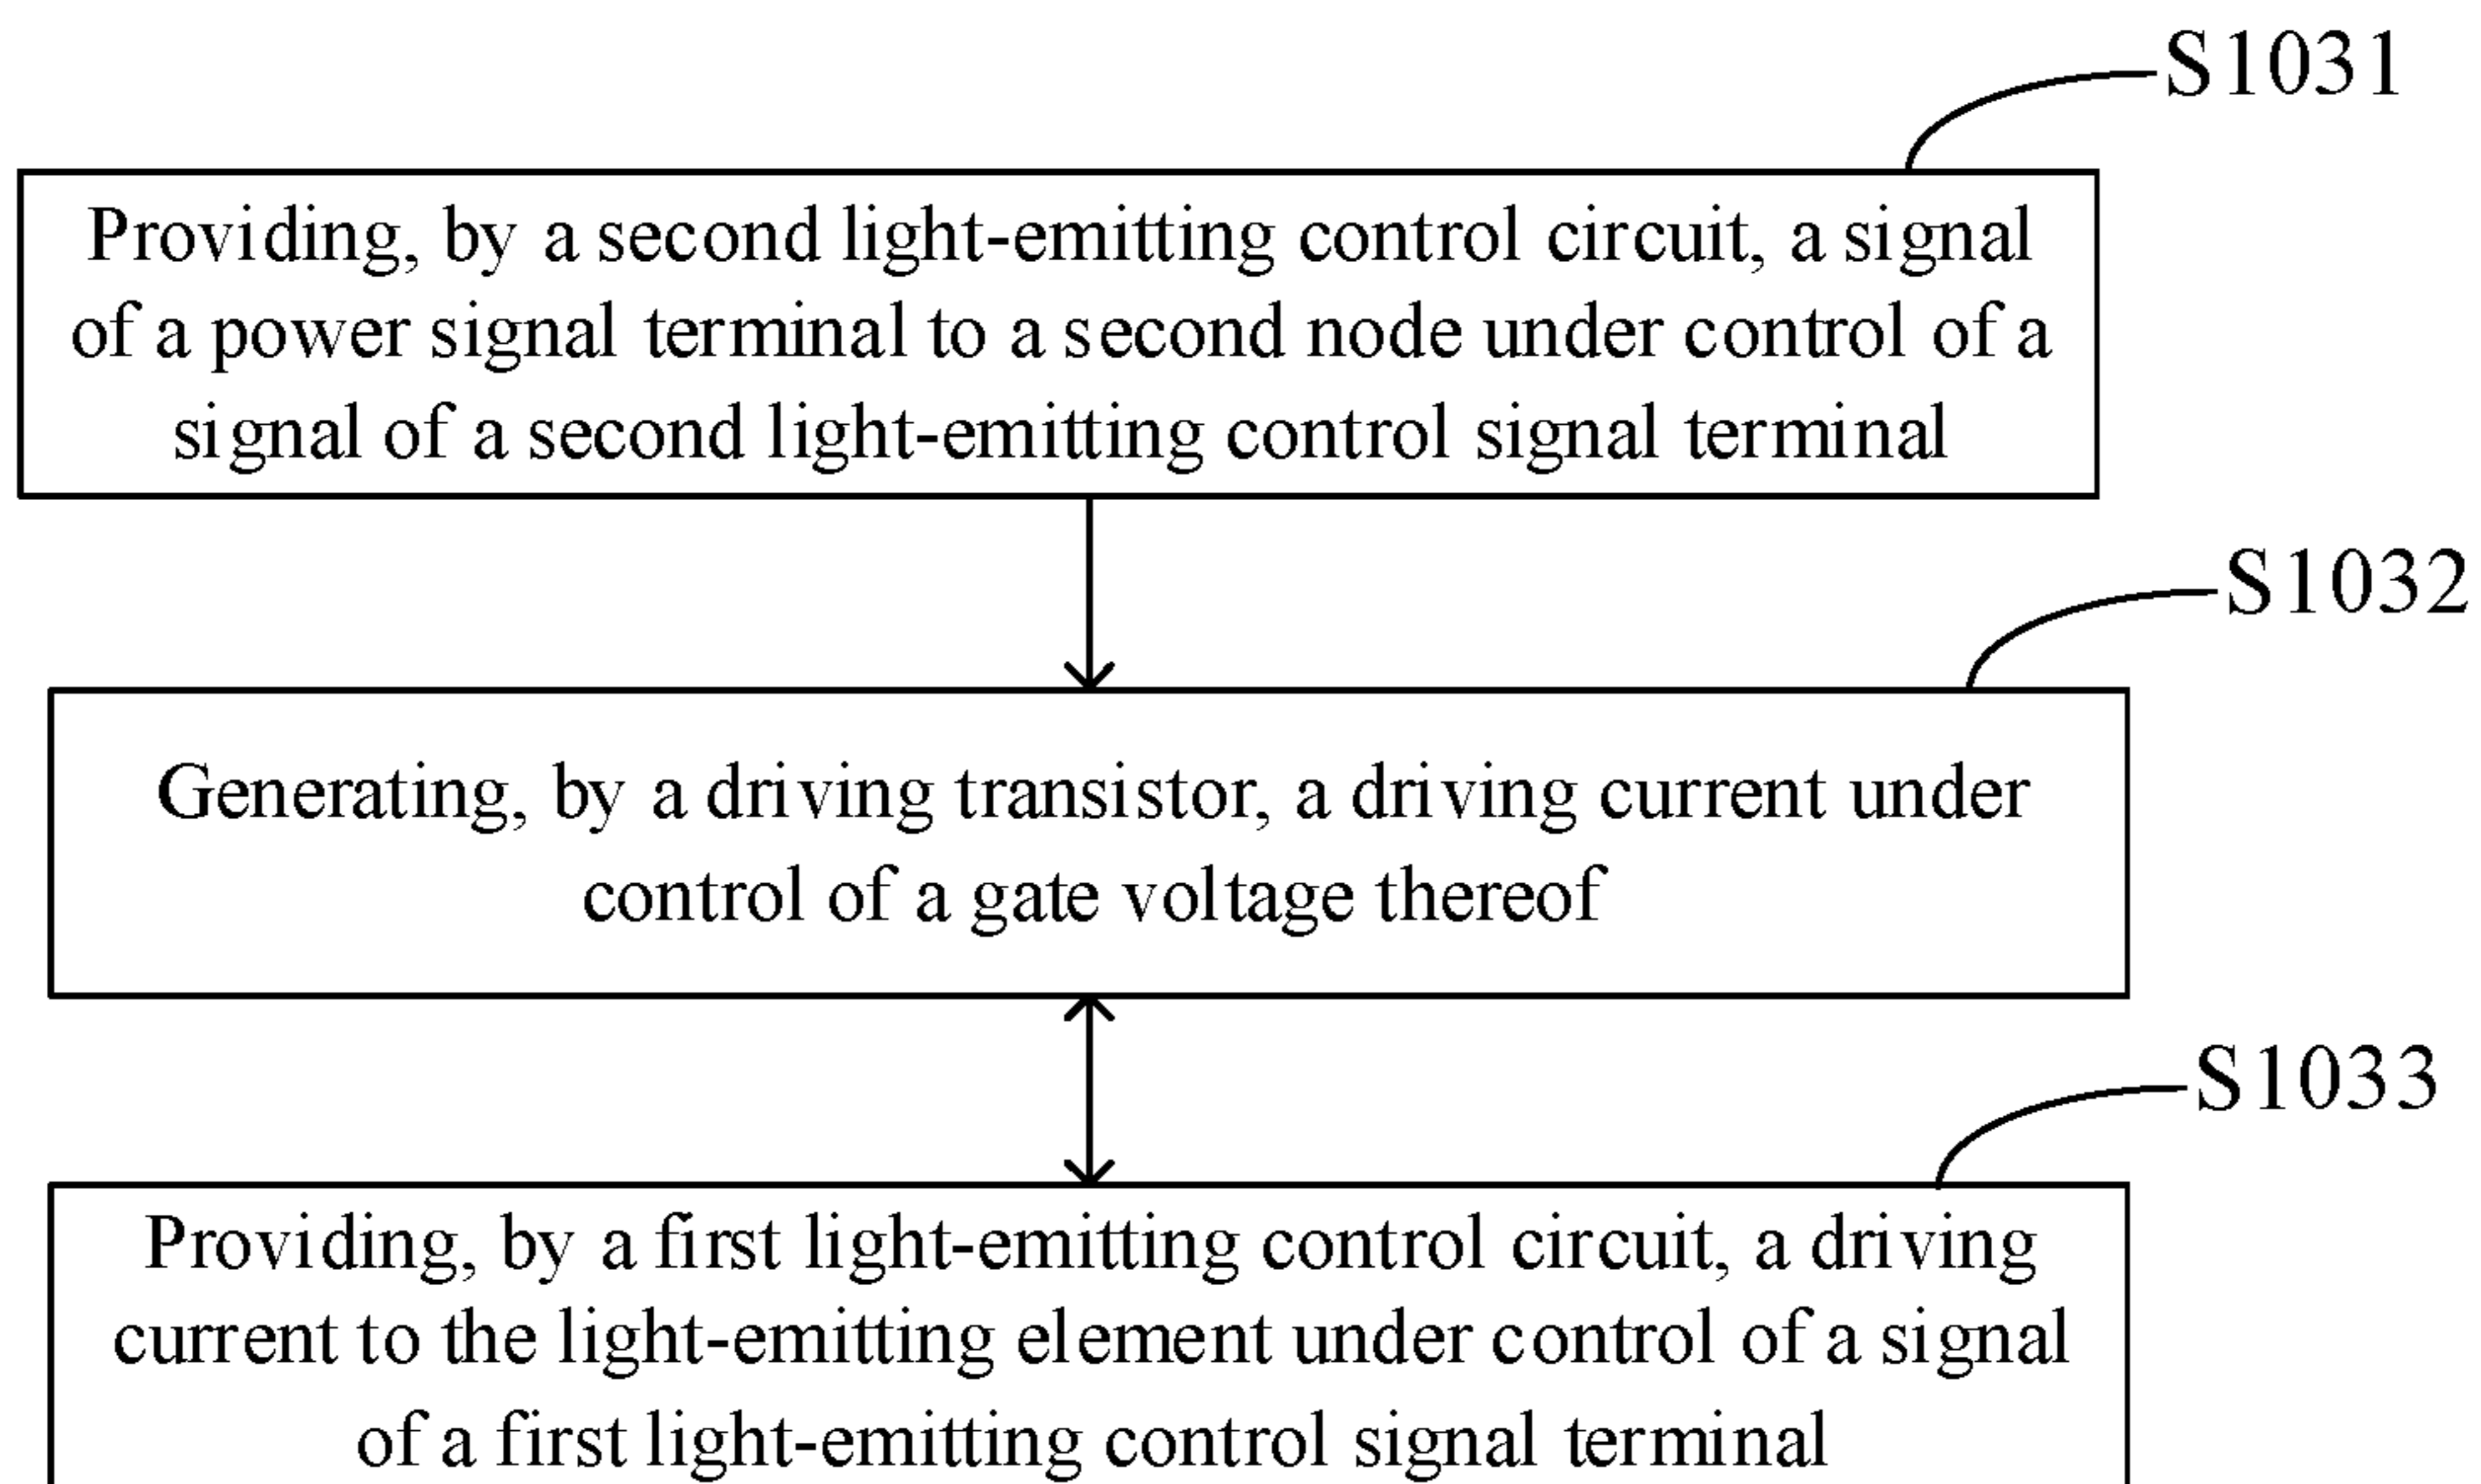 S1031
Providing, by a second light-emitting control circuit, a signal
of a power signal terminal to a second node under control of a
signal of a second light-emitting control signal terminal
S1032
Generating, by a driving transistor, a driving current under
control of a gate voltage thereof
S1033
Providing, by a first light-emitting control circuit, a driving
current to the light-emitting element under control of a signal
of a first light-emitting control signal terminal